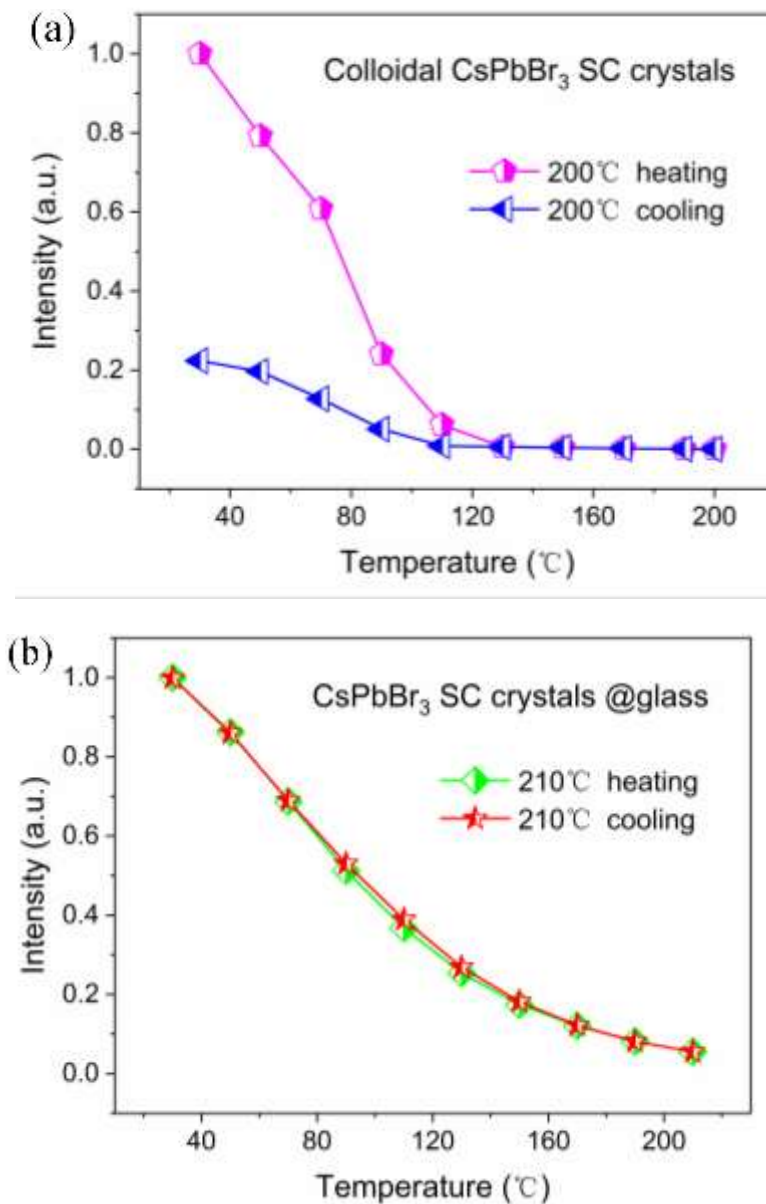 (a)
Colloidal CsPbBr₃ SC crystals
200℃ heating
200℃ cooling
Intensity (a.u.)
1.0
0.8
0.6
0.4
0.2
0.0
40 80 120 160 200
Temperature (℃)
(b)
CsPbBr₃ SC crystals @glass
210℃ heating
210℃ cooling
Intensity (a.u.)
1.0
0.8
0.6
0.4
0.2
0.0
40 80 120 160 200
Temperature (℃)